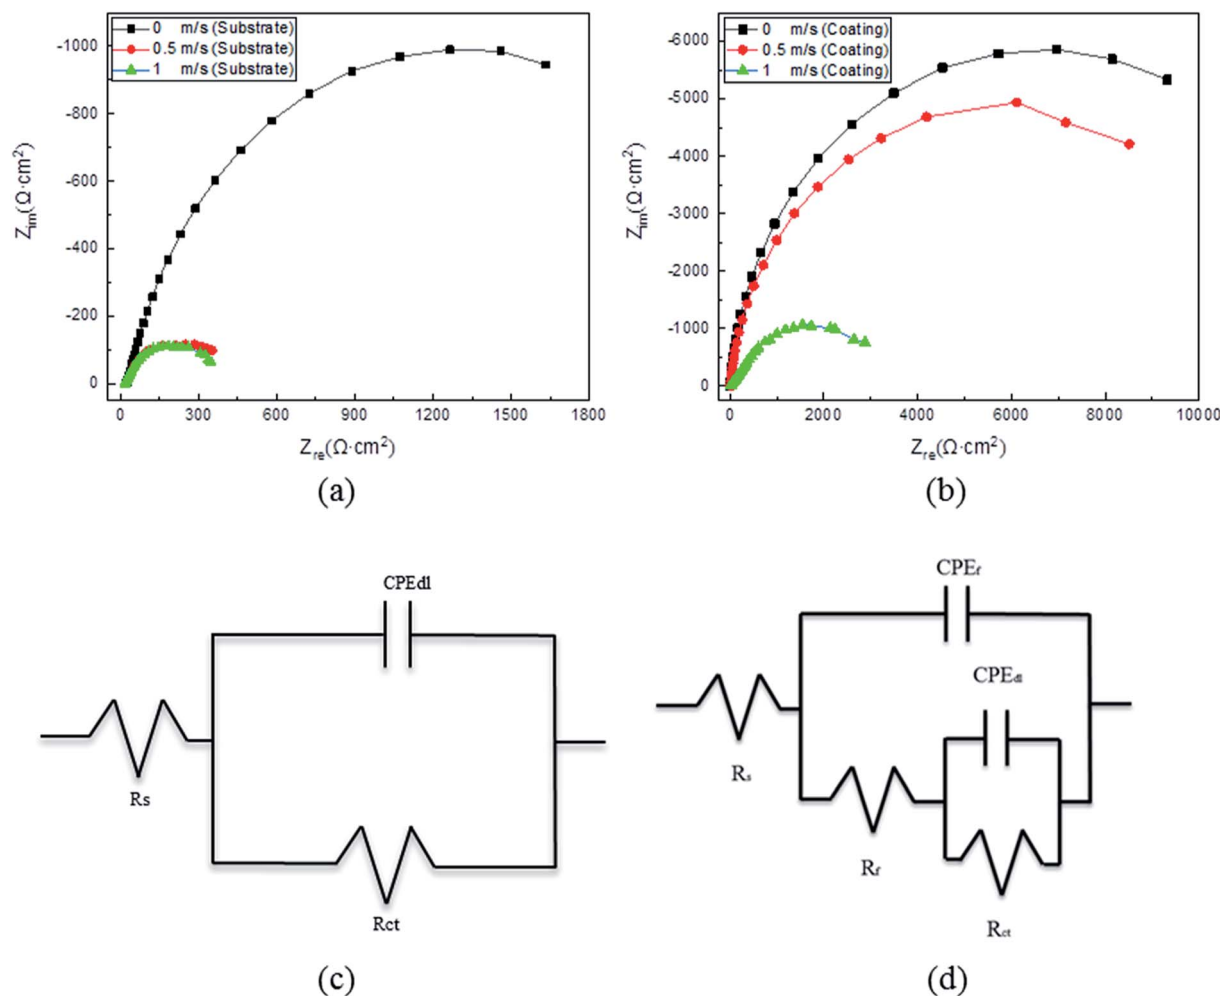 0 m/s (Substrate)
0.5 m/s (Substrate)
1 m/s (Substrate)
-1000
-800
-600
-400
-200
0
Zim(Ω·cm²)
0 300 600 900 1200 1500 1800
Zre(Ω·cm²)
(a)
0 m/s (Coating)
0.5 m/s (Coating)
1 m/s (Coating)
-6000
-5000
-4000
-3000
-2000
-1000
0
Zim(Ω·cm²)
0 2000 4000 6000 8000 10000
Zre(Ω·cm²)
(b)
CPEdl
Rs
Rct
(c)
CPEf
CPEdl
Rs
Rf
Rct
(d)